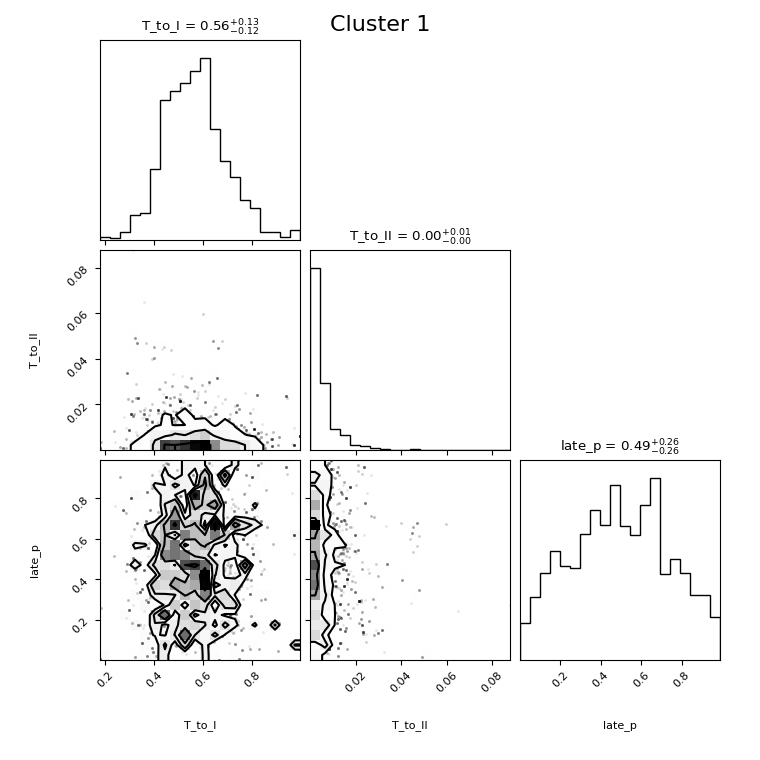 Cluster 1
T_to_I = 0.56+0.13−0.12
T_to_II = 0.00+0.01−0.00
0.08
0.06
0.04
0.02
T_to_II
late_p = 0.49+0.26−0.26
0.8
0.6
0.4
0.2
late_p
0.2 0.4 0.6 0.8 0.02 0.04 0.06 0.08 0.2 0.4 0.6 0.8
T_to_I T_to_II late_p